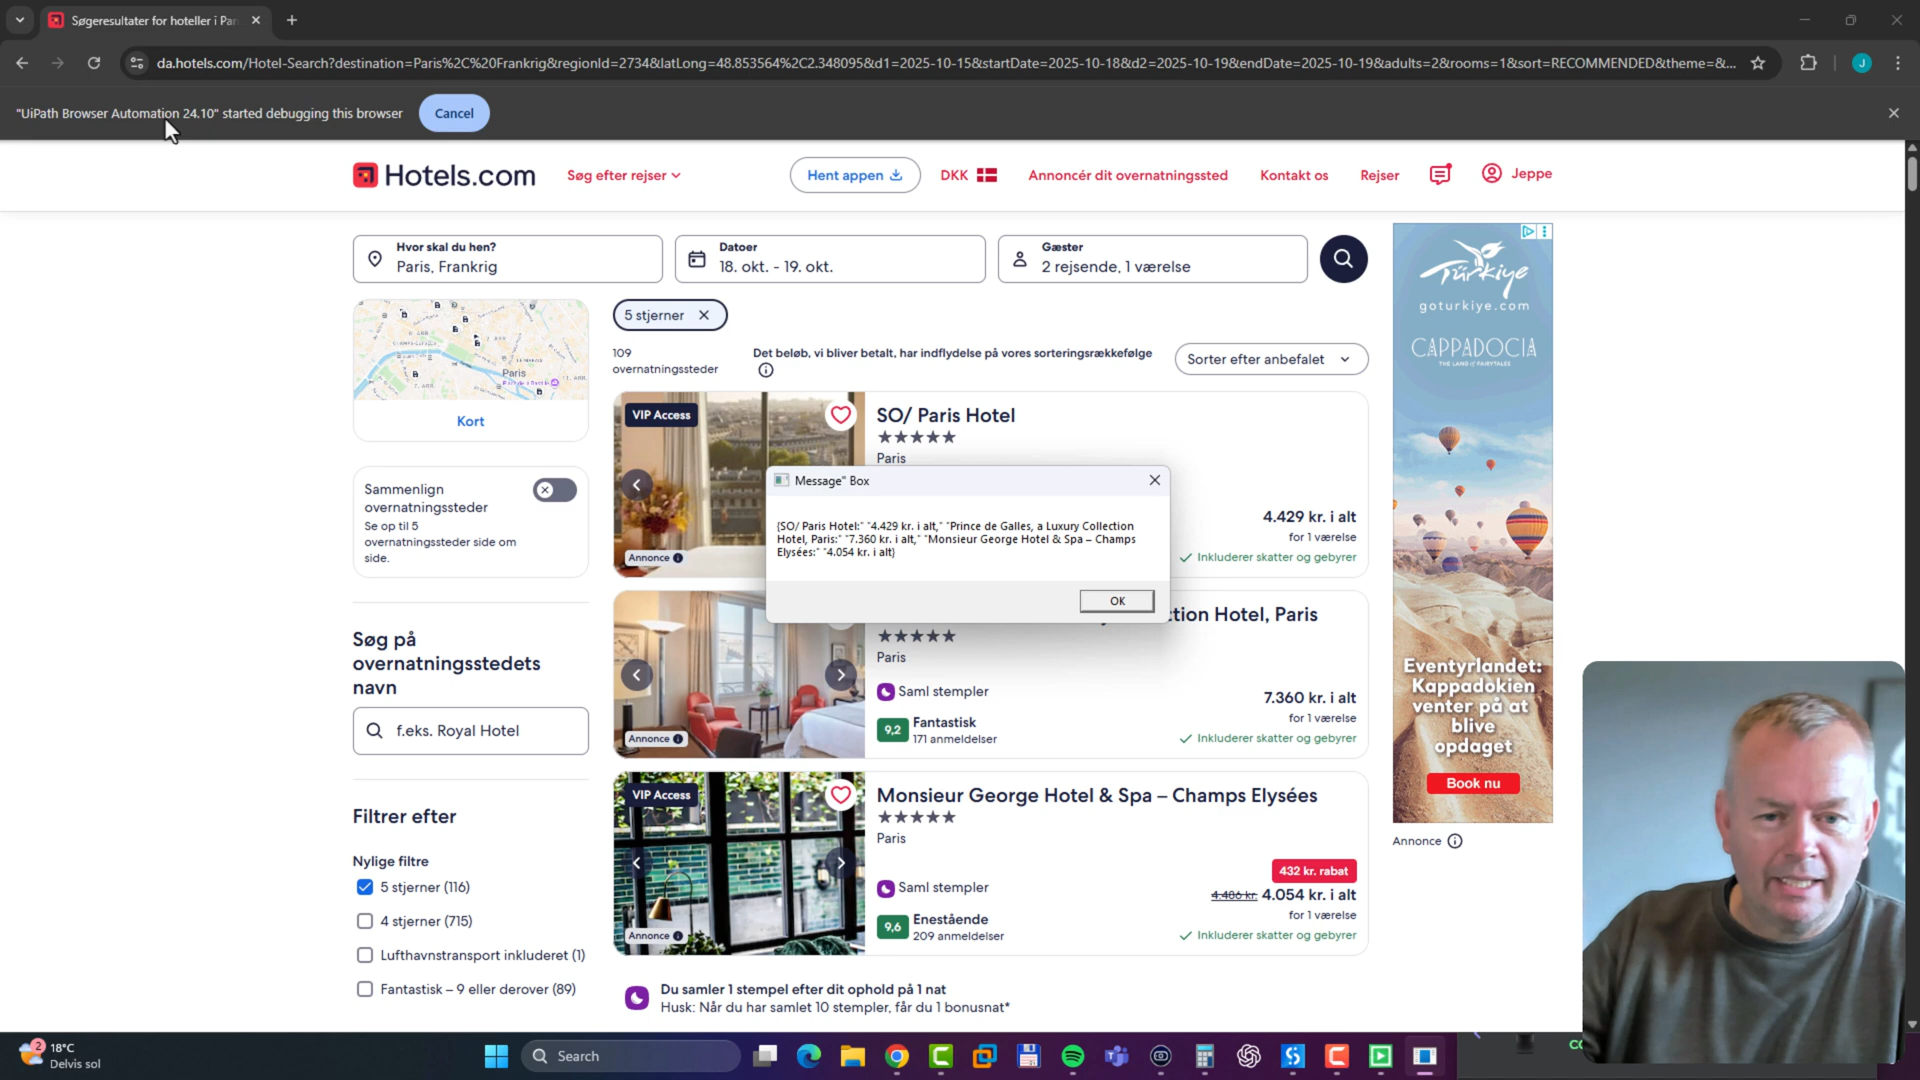 Søgeresultater for hoteller i Par
da.hotels.com/Hotel-Search?destination=Paris%2C%20Frankrig&regionId=2734&latLong=48.853564%2C2.348095&d1=2025-10-15&startDate=2025-10-18&d2=2025-10-19&endDate=2025-10-19&adults=2&rooms=1&sort=RECOMMENDED&theme=&...
J
"UiPath Browser Automation 24.10" started debugging this browser
Cancel
Hotels.com
Søg efter rejser
Hent appen
DKK
Annoncér dit overnatningssted
Kontakt os
Rejser
Jeppe
Hvor skal du hen?
Paris, Frankrig
Datoer
18. okt. - 19. okt.
Gæster
2 rejsende, 1 værelse
Paris
Kort
5 stjerner
109
overnatningssteder
Det beløb, vi bliver betalt, har indflydelse på vores sorteringsrækkefølge
Sorter efter anbefalet
Sammenlign
overnatningssteder
Se op til 5
overnatningssteder side om
side.
Søg på
overnatningsstedets
navn
f.eks. Royal Hotel
Filtrer efter
Nylige filtre
5 stjerner (116)
4 stjerner (715)
Lufthavnstransport inkluderet (1)
Fantastisk – 9 eller derover (89)
VIP Access
Annonce
SO/ Paris Hotel
Paris
4.429 kr. i alt
for 1 værelse
Inkluderer skatter og gebyrer
Message" Box
{SO/ Paris Hotel:" "4.429 kr. i alt," "Prince de Galles, a Luxury Collection
Hotel, Paris:" "7.360 kr. i alt," "Monsieur George Hotel & Spa – Champs
Elysées:" "4.054 kr. i alt}
OK
Annonce
ction Hotel, Paris
Paris
Saml stempler
9,2
Fantastisk
171 anmeldelser
7.360 kr. i alt
for 1 værelse
Inkluderer skatter og gebyrer
VIP Access
Annonce
Monsieur George Hotel & Spa – Champs Elysées
Paris
Saml stempler
9,6
Enestående
209 anmeldelser
432 kr. rabat
4.486 kr. 4.054 kr. i alt
for 1 værelse
Inkluderer skatter og gebyrer
Du samler 1 stempel efter dit ophold på 1 nat
Husk: Når du har samlet 10 stempler, får du 1 bonusnat*
Türkiye
goturkiye.com
CAPPADOCIA
THE LAND of FAIRYTALES
Eventyrlandet:
Kappadokien
venter på at
blive
opdaget
Book nu
Annonce
2
18°C
Delvis sol
Search